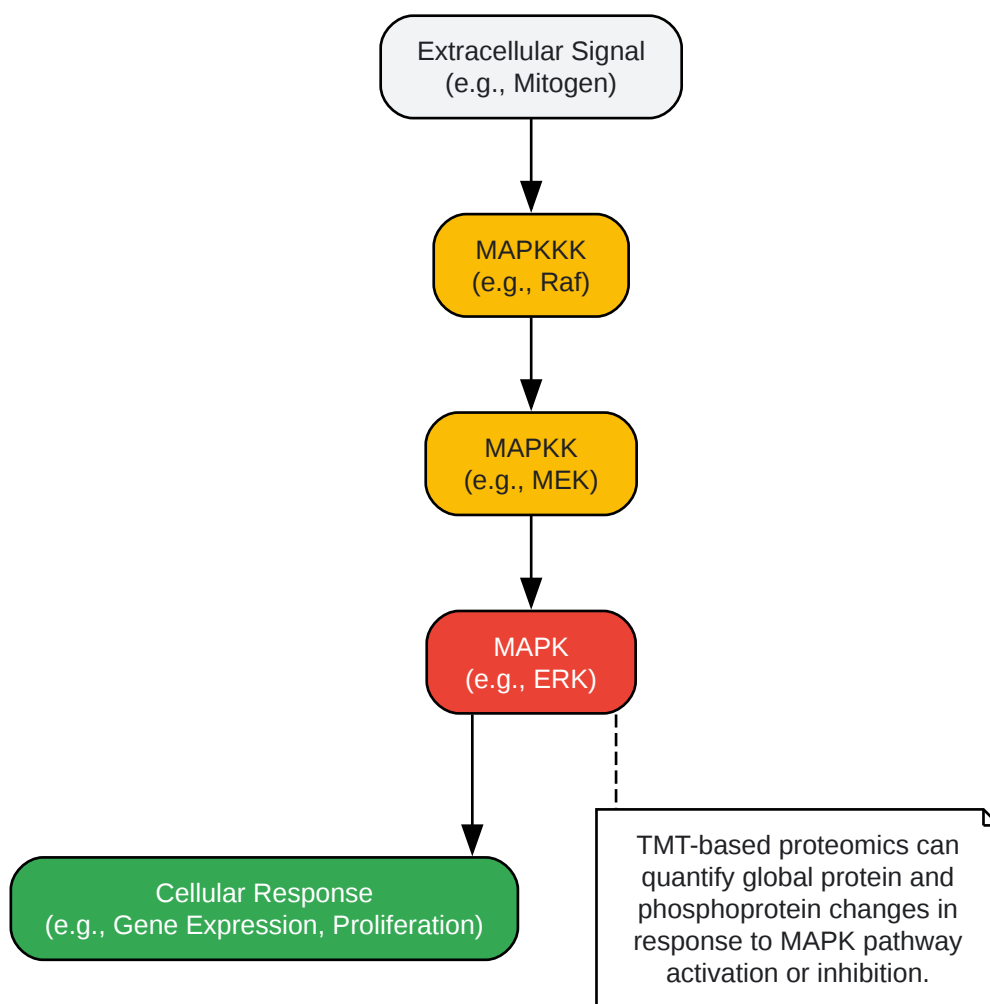 Extracellular Signal
(e.g., Mitogen)
MAPKKK
(e.g., Raf)
MAPKK
(e.g., MEK)
MAPK
(e.g., ERK)
Cellular Response
(e.g., Gene Expression, Proliferation)
TMT-based proteomics can
quantify global protein and
phosphoprotein changes in
response to MAPK pathway
activation or inhibition.